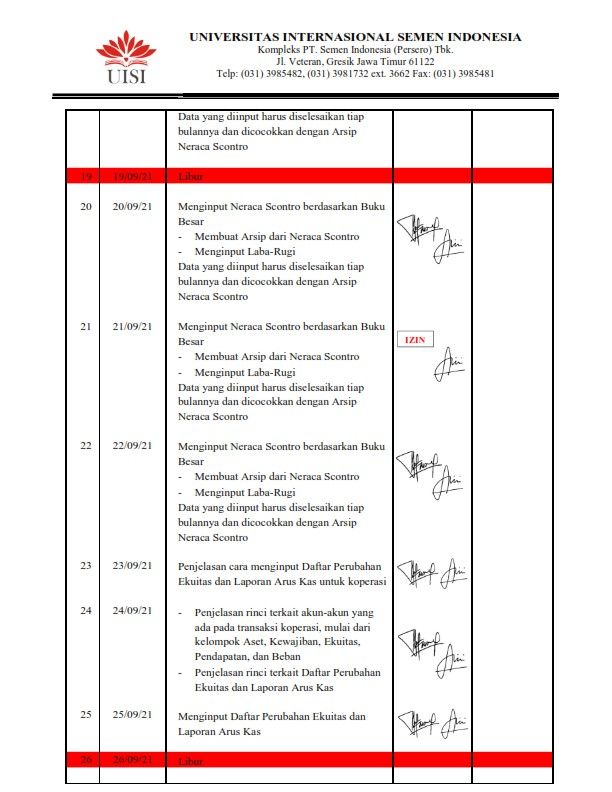 UNIVERSITAS INTERNASIONAL SEMEN INDONESIA
Kompleks PT. Semen Indonesia (Persero) Tbk.
Jl. Veteran, Gresik Jawa Timur 61122
Telp: (031) 3985482, (031) 3981732 ext. 3662 Fax: (031) 3985481
UISI
Data yang diinput harus diselesaikan tiap
bulannya dan dicocokkan dengan Arsip
Neraca Scontro
19 19/09/21 Libur
20 20/09/21 Menginput Neraca Scontro berdasarkan Buku
Besar
- Membuat Arsip dari Neraca Scontro
- Menginput Laba-Rugi
Data yang diinput harus diselesaikan tiap
bulannya dan dicocokkan dengan Arsip
Neraca Scontro
21 21/09/21 Menginput Neraca Scontro berdasarkan Buku
Besar
IZIN
- Membuat Arsip dari Neraca Scontro
- Menginput Laba-Rugi
Data yang diinput harus diselesaikan tiap
bulannya dan dicocokkan dengan Arsip
Neraca Scontro
22 22/09/21 Menginput Neraca Scontro berdasarkan Buku
Besar
- Membuat Arsip dari Neraca Scontro
- Menginput Laba-Rugi
Data yang diinput harus diselesaikan tiap
bulannya dan dicocokkan dengan Arsip
Neraca Scontro
23 23/09/21 Penjelasan cara menginput Daftar Perubahan
Ekuitas dan Laporan Arus Kas untuk koperasi
24 24/09/21 - Penjelasan rinci terkait akun-akun yang
ada pada transaksi koperasi, mulai dari
kelompok Aset, Kewajiban, Ekuitas,
Pendapatan, dan Beban
- Penjelasan rinci terkait Daftar Perubahan
Ekuitas dan Laporan Arus Kas
25 25/09/21 Menginput Daftar Perubahan Ekuitas dan
Laporan Arus Kas
26 26/09/21 Libur